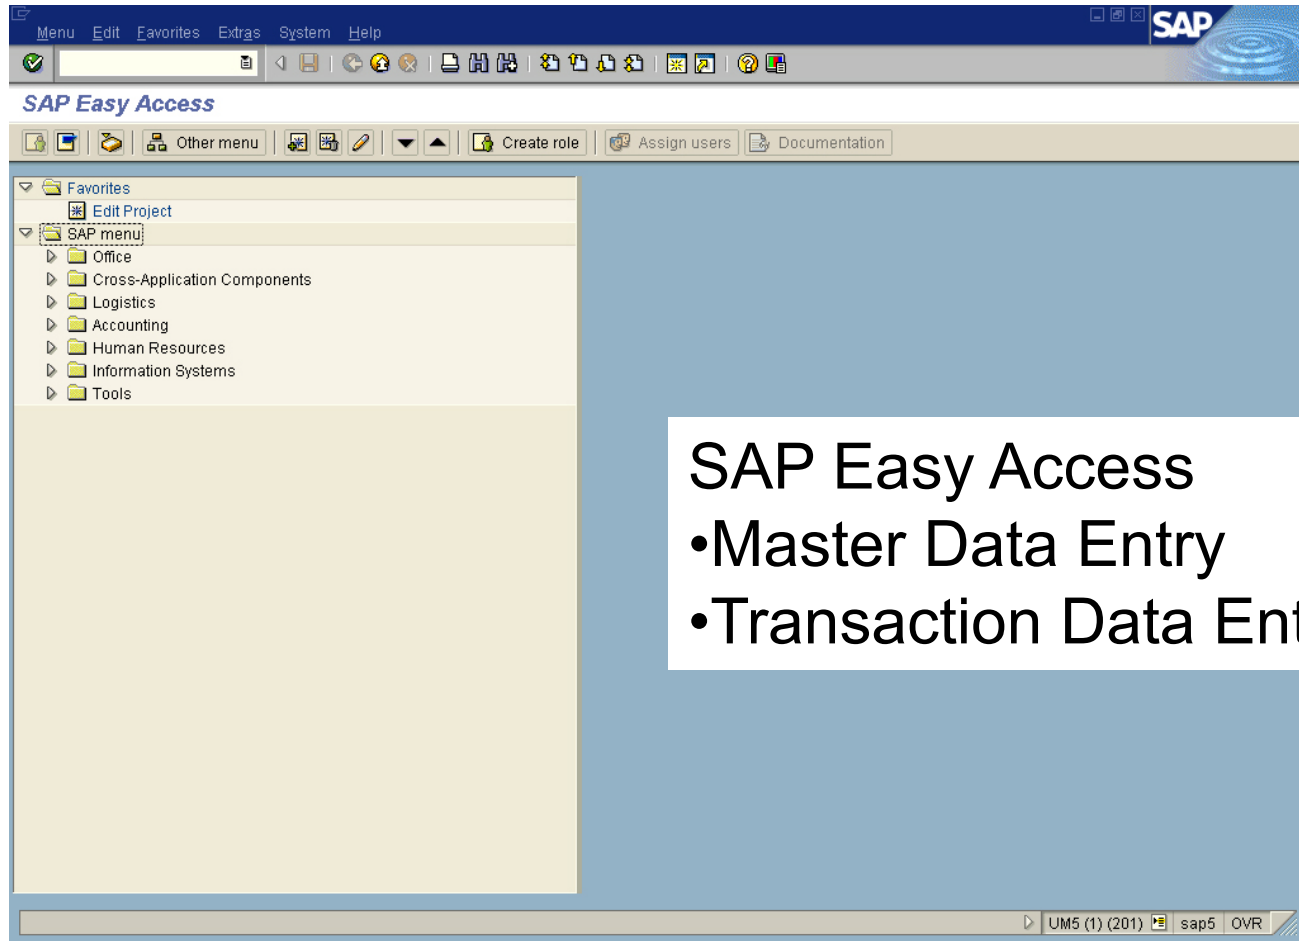 Menu Edit Favorites Extras System Help
SAP
SAP Easy Access
Other menu Create role Assign users Documentation
Favorites
Edit Project
SAP menu
Office
Cross-Application Components
Logistics
Accounting
Human Resources
Information Systems
Tools
SAP Easy Access
•Master Data Entry
•Transaction Data Ent
UM5 (1) (201) sap5 OVR